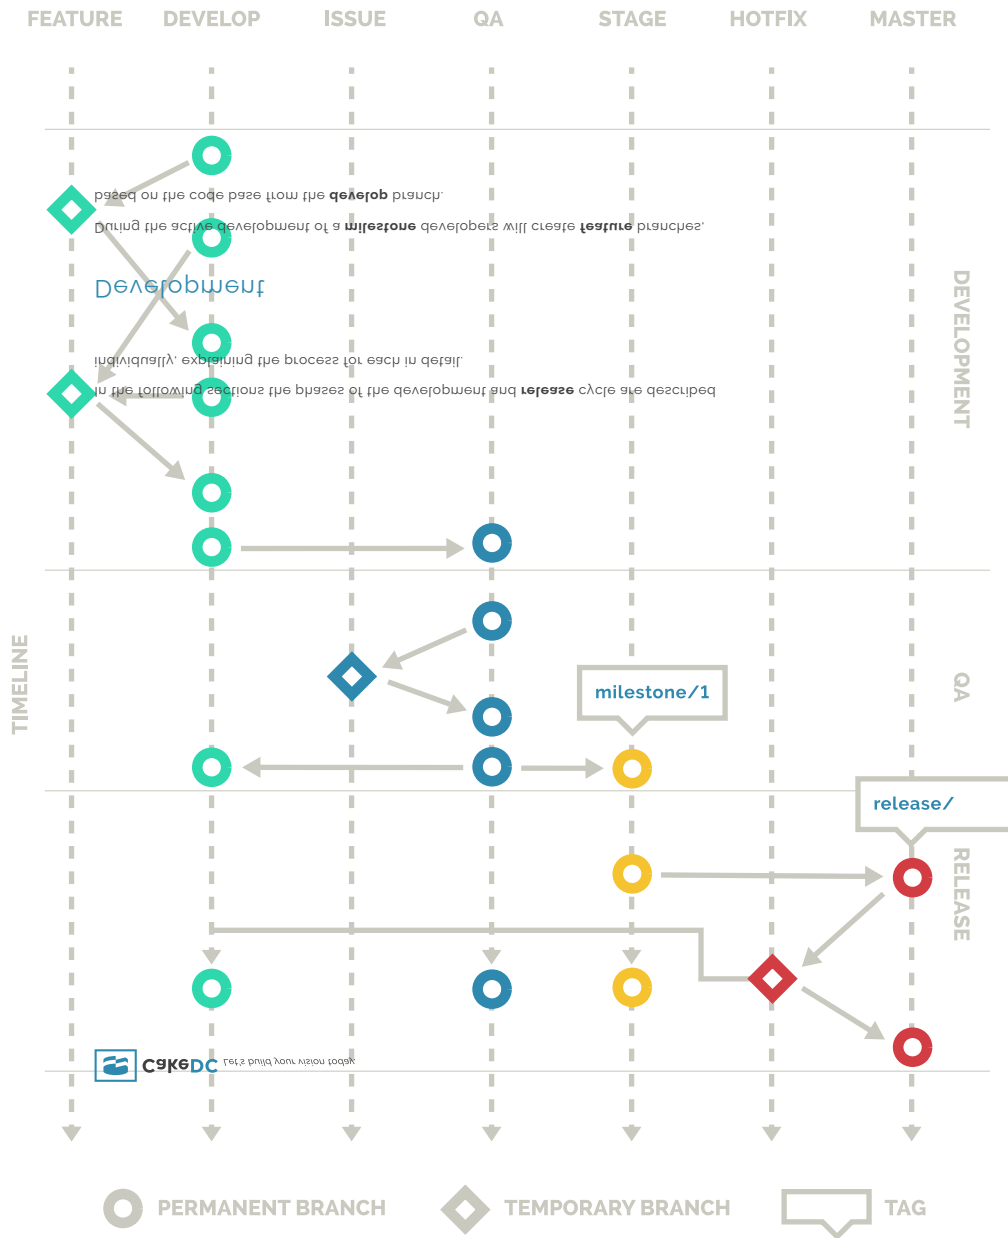 FEATURE DEVELOP ISSUE QA STAGE HOTFIX MASTER
based on the code base from the develop branch.
During the active development of a milestone developers will create feature branches,
Development
individually, explaining the process for each in detail.
In the following sections the phases of the development and release cycle are described
DEVELOPMENT
TIMELINE
QA
milestone/1
release/
RELEASE
CakeDC Let's build your vision today
PERMANENT BRANCH TEMPORARY BRANCH TAG